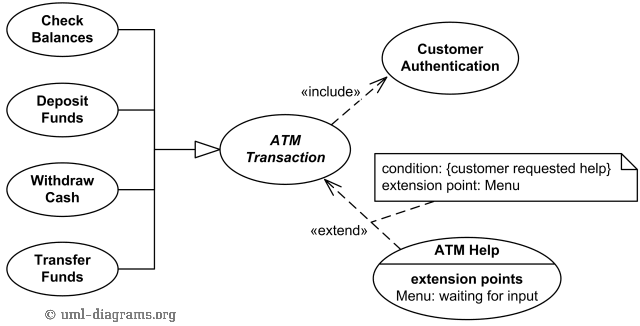 Check
Balances
Deposit
Funds
Withdraw
Cash
Transfer
Funds
ATM
Transaction
«include»
Customer
Authentication
condition: {customer requested help}
extension point: Menu
«extend»
ATM Help
extension points
Menu: waiting for input
© uml-diagrams.org